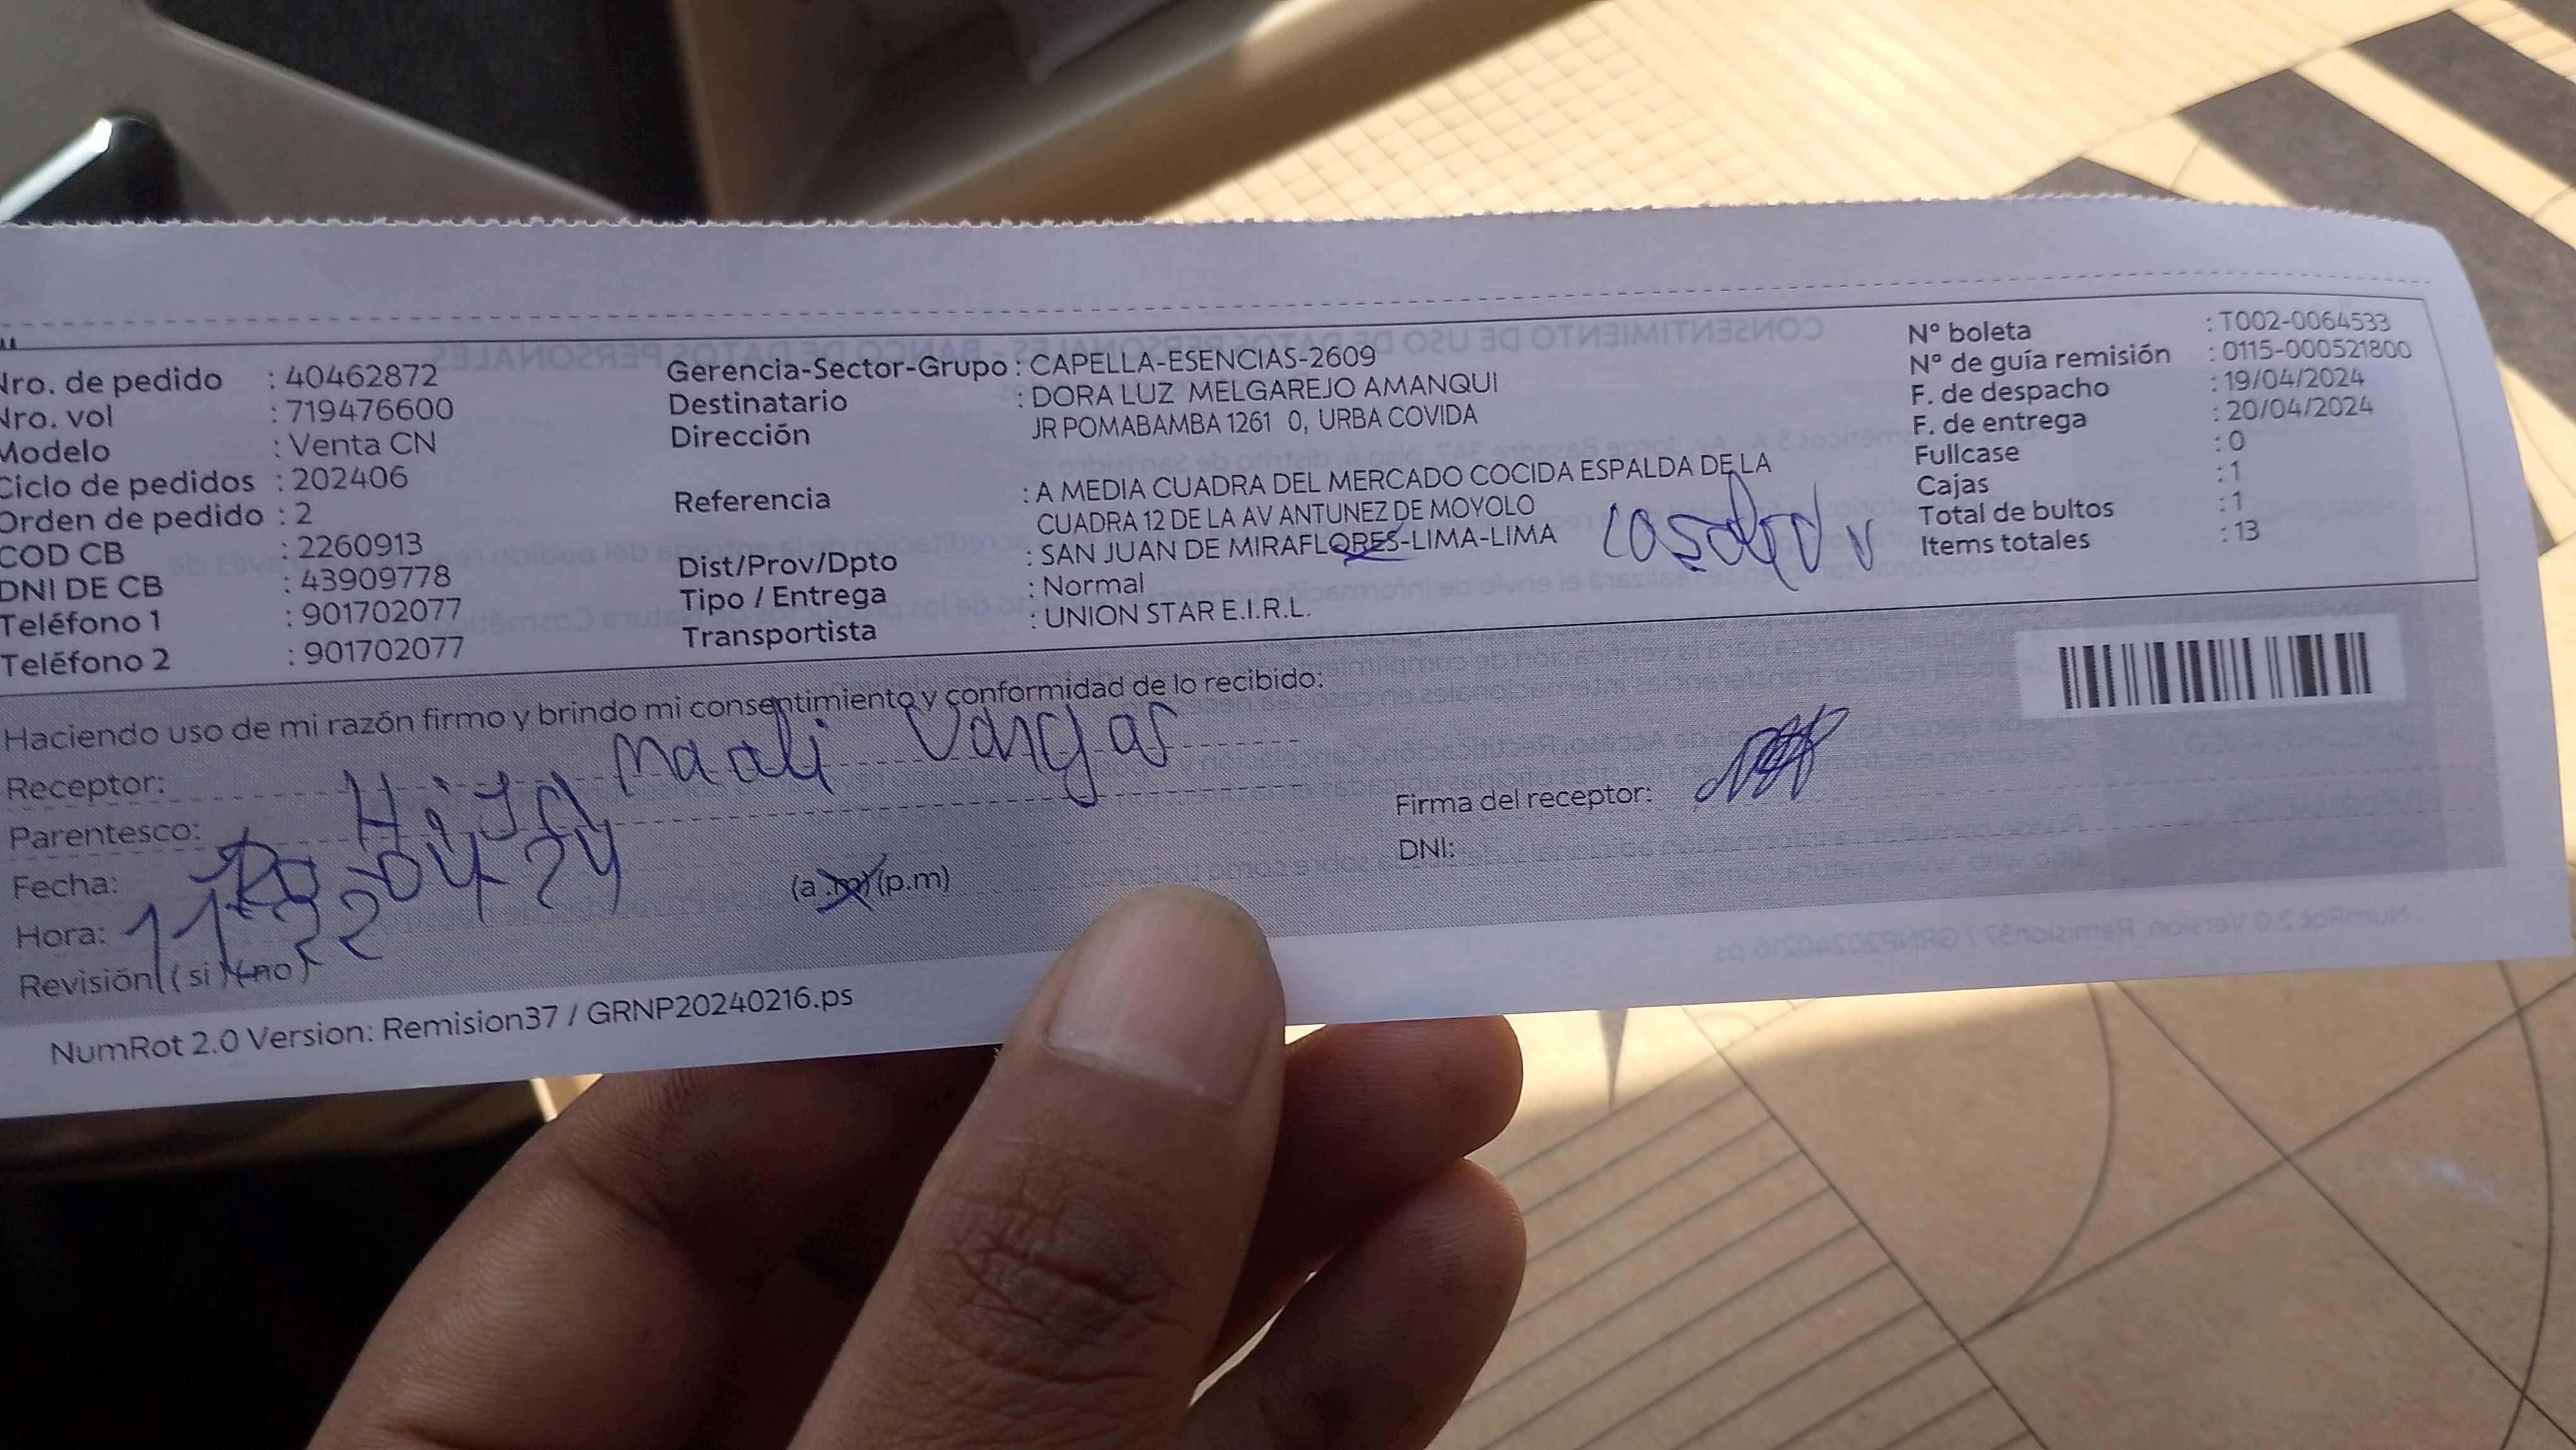 Nro. de pedido : 40462872
Nro. vol : 719476600
Modelo : Venta CN
Ciclo de pedidos : 202406
Orden de pedido : 2
COD CB : 2260913
DNI DE CB : 43909778
Teléfono 1 : 901702077
Teléfono 2 : 901702077
Gerencia-Sector-Grupo : CAPELLA-ESENCIAS-2609
Destinatario : DORA LUZ MELGAREJO AMANQUI
Dirección JR POMABAMBA 1261 0, URBA COVIDA
Referencia : A MEDIA CUADRA DEL MERCADO COCIDA ESPALDA DE LA
CUADRA 12 DE LA AV ANTUNEZ DE MOYOLO
Dist/Prov/Dpto : SAN JUAN DE MIRAFLORES-LIMA-LIMA
Tipo / Entrega : Normal
Transportista : UNION STAR E.I.R.L.
N° boleta : T002-0064533
N° de guía remisión : 0115-000521800
F. de despacho : 19/04/2024
F. de entrega : 20/04/2024
Fullcase : 0
Cajas : 1
Total de bultos : 1
Items totales : 13
Haciendo uso de mi razón firmo y brindo mi consentimiento y conformidad de lo recibido:
Receptor: Vargas
Parentesco: Hija
Fecha: 20-04-24
Hora: 11:22 (a.m) (p.m)
Revisión ( si ) (no)
Firma del receptor:
DNI:
NumRot 2.0 Version: Remision37 / GRNP20240216.ps